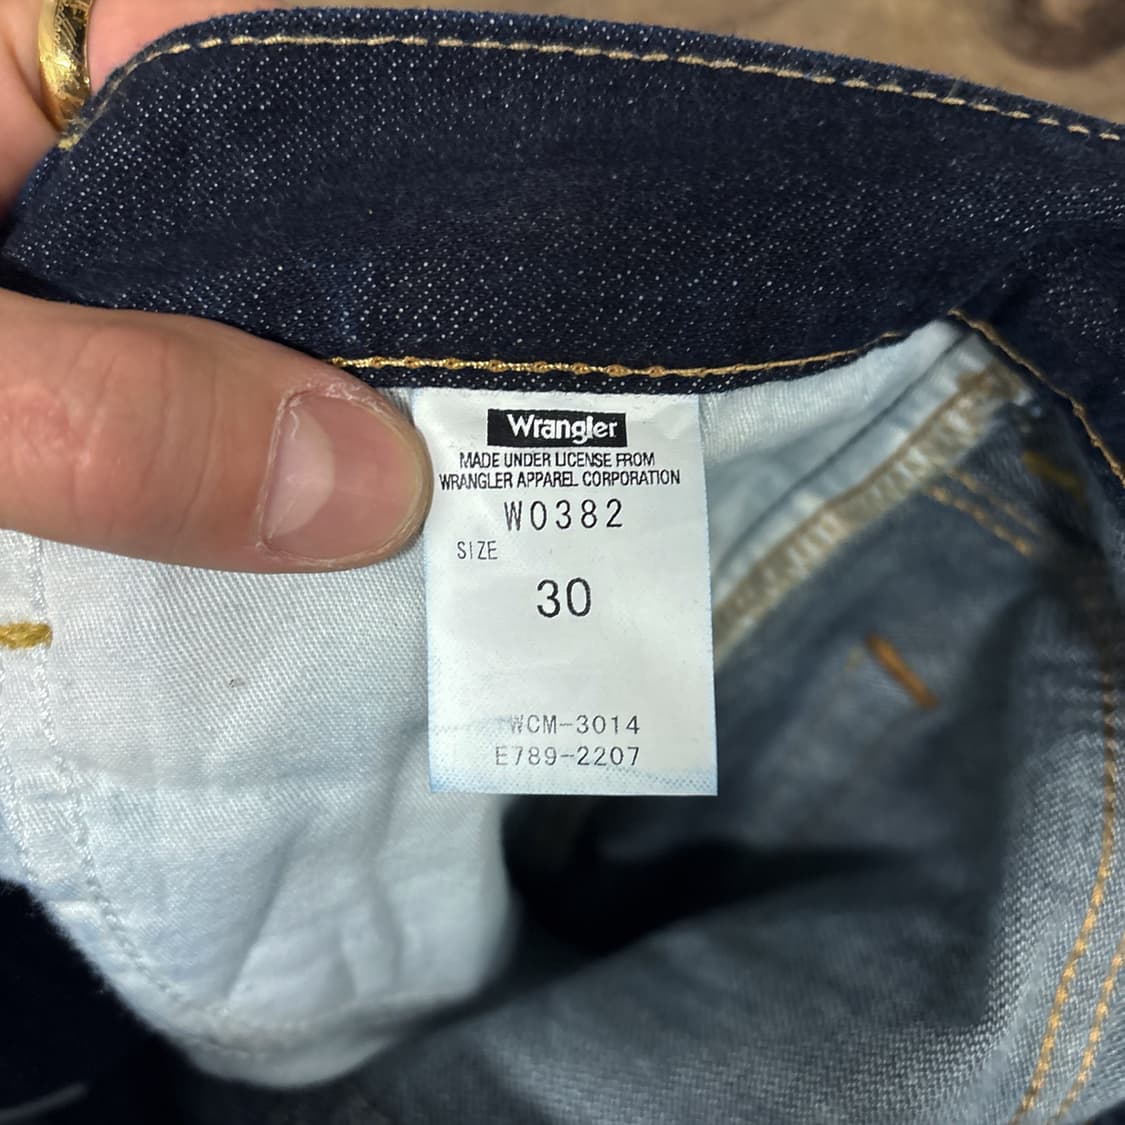 Wrangler
MADE UNDER LICENSE FROM
WRANGLER APPAREL CORPORATION
W0382
SIZE
30
WCM-3014
E789-2207